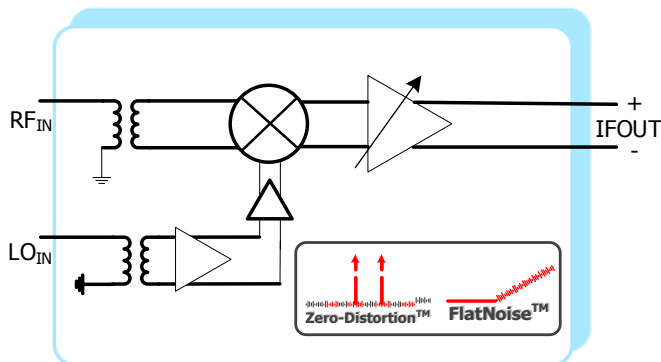 RFIN
+
IFOUT
-
LOIN
Zero-Distortion™
FlatNoise™